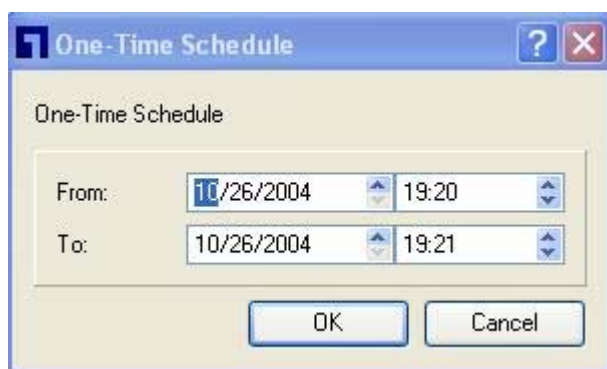 One-Time Schedule
One-Time Schedule
From: 10/26/2004 19:20
To: 10/26/2004 19:21
OK Cancel